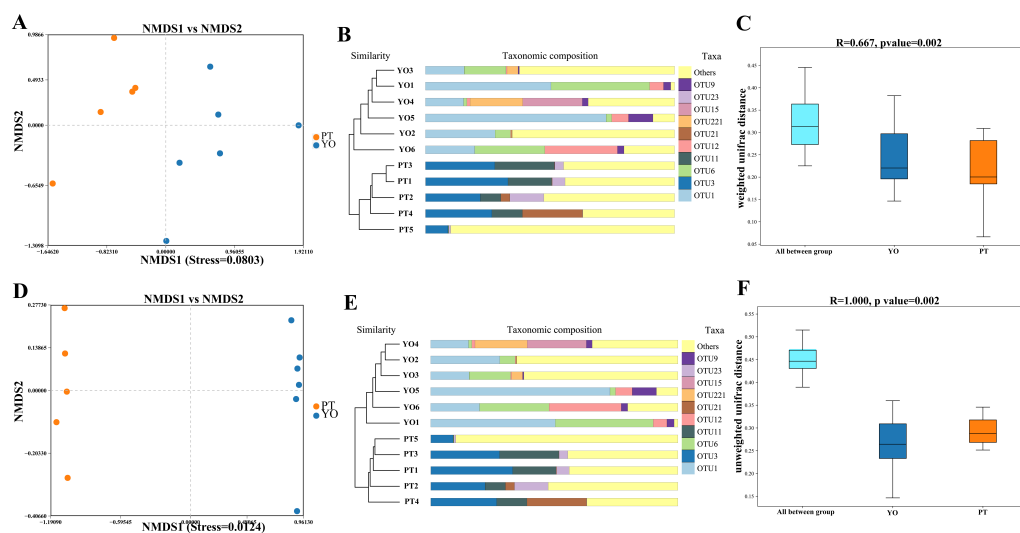 A
NMDS1 vs NMDS2
0.9866
0.4933
0.0000
-0.6549
-1.3098
-1.64620
-0.82310
0.00000
0.96055
1.92110
NMDS2
NMDS1 (Stress=0.0803)
PT
YO
B
Similarity
Taxonomic composition
Taxa
YO3
YO1
YO4
YO5
YO2
YO6
PT3
PT1
PT2
PT4
PT5
Others
OTU9
OTU23
OTU15
OTU221
OTU21
OTU12
OTU11
OTU6
OTU3
OTU1
C
R=0.667, pvalue=0.002
weighted unifrac distance
0.45
0.40
0.35
0.30
0.25
0.20
0.15
0.10
0.05
All between group
YO
PT
D
NMDS1 vs NMDS2
0.27730
0.13865
0.00000
-0.20330
-0.40660
-1.19090
-0.59545
0.00000
0.96130
NMDS2
NMDS1 (Stress=0.0124)
PT
YO
E
Similarity
Taxonomic composition
Taxa
YO4
YO2
YO3
YO5
YO6
YO1
PT5
PT3
PT1
PT2
PT4
Others
OTU9
OTU23
OTU15
OTU221
OTU21
OTU12
OTU11
OTU6
OTU3
OTU1
F
R=1.000, p value=0.002
unweighted unifrac distance
0.55
0.50
0.45
0.40
0.35
0.30
0.25
0.20
0.15
All between group
YO
PT